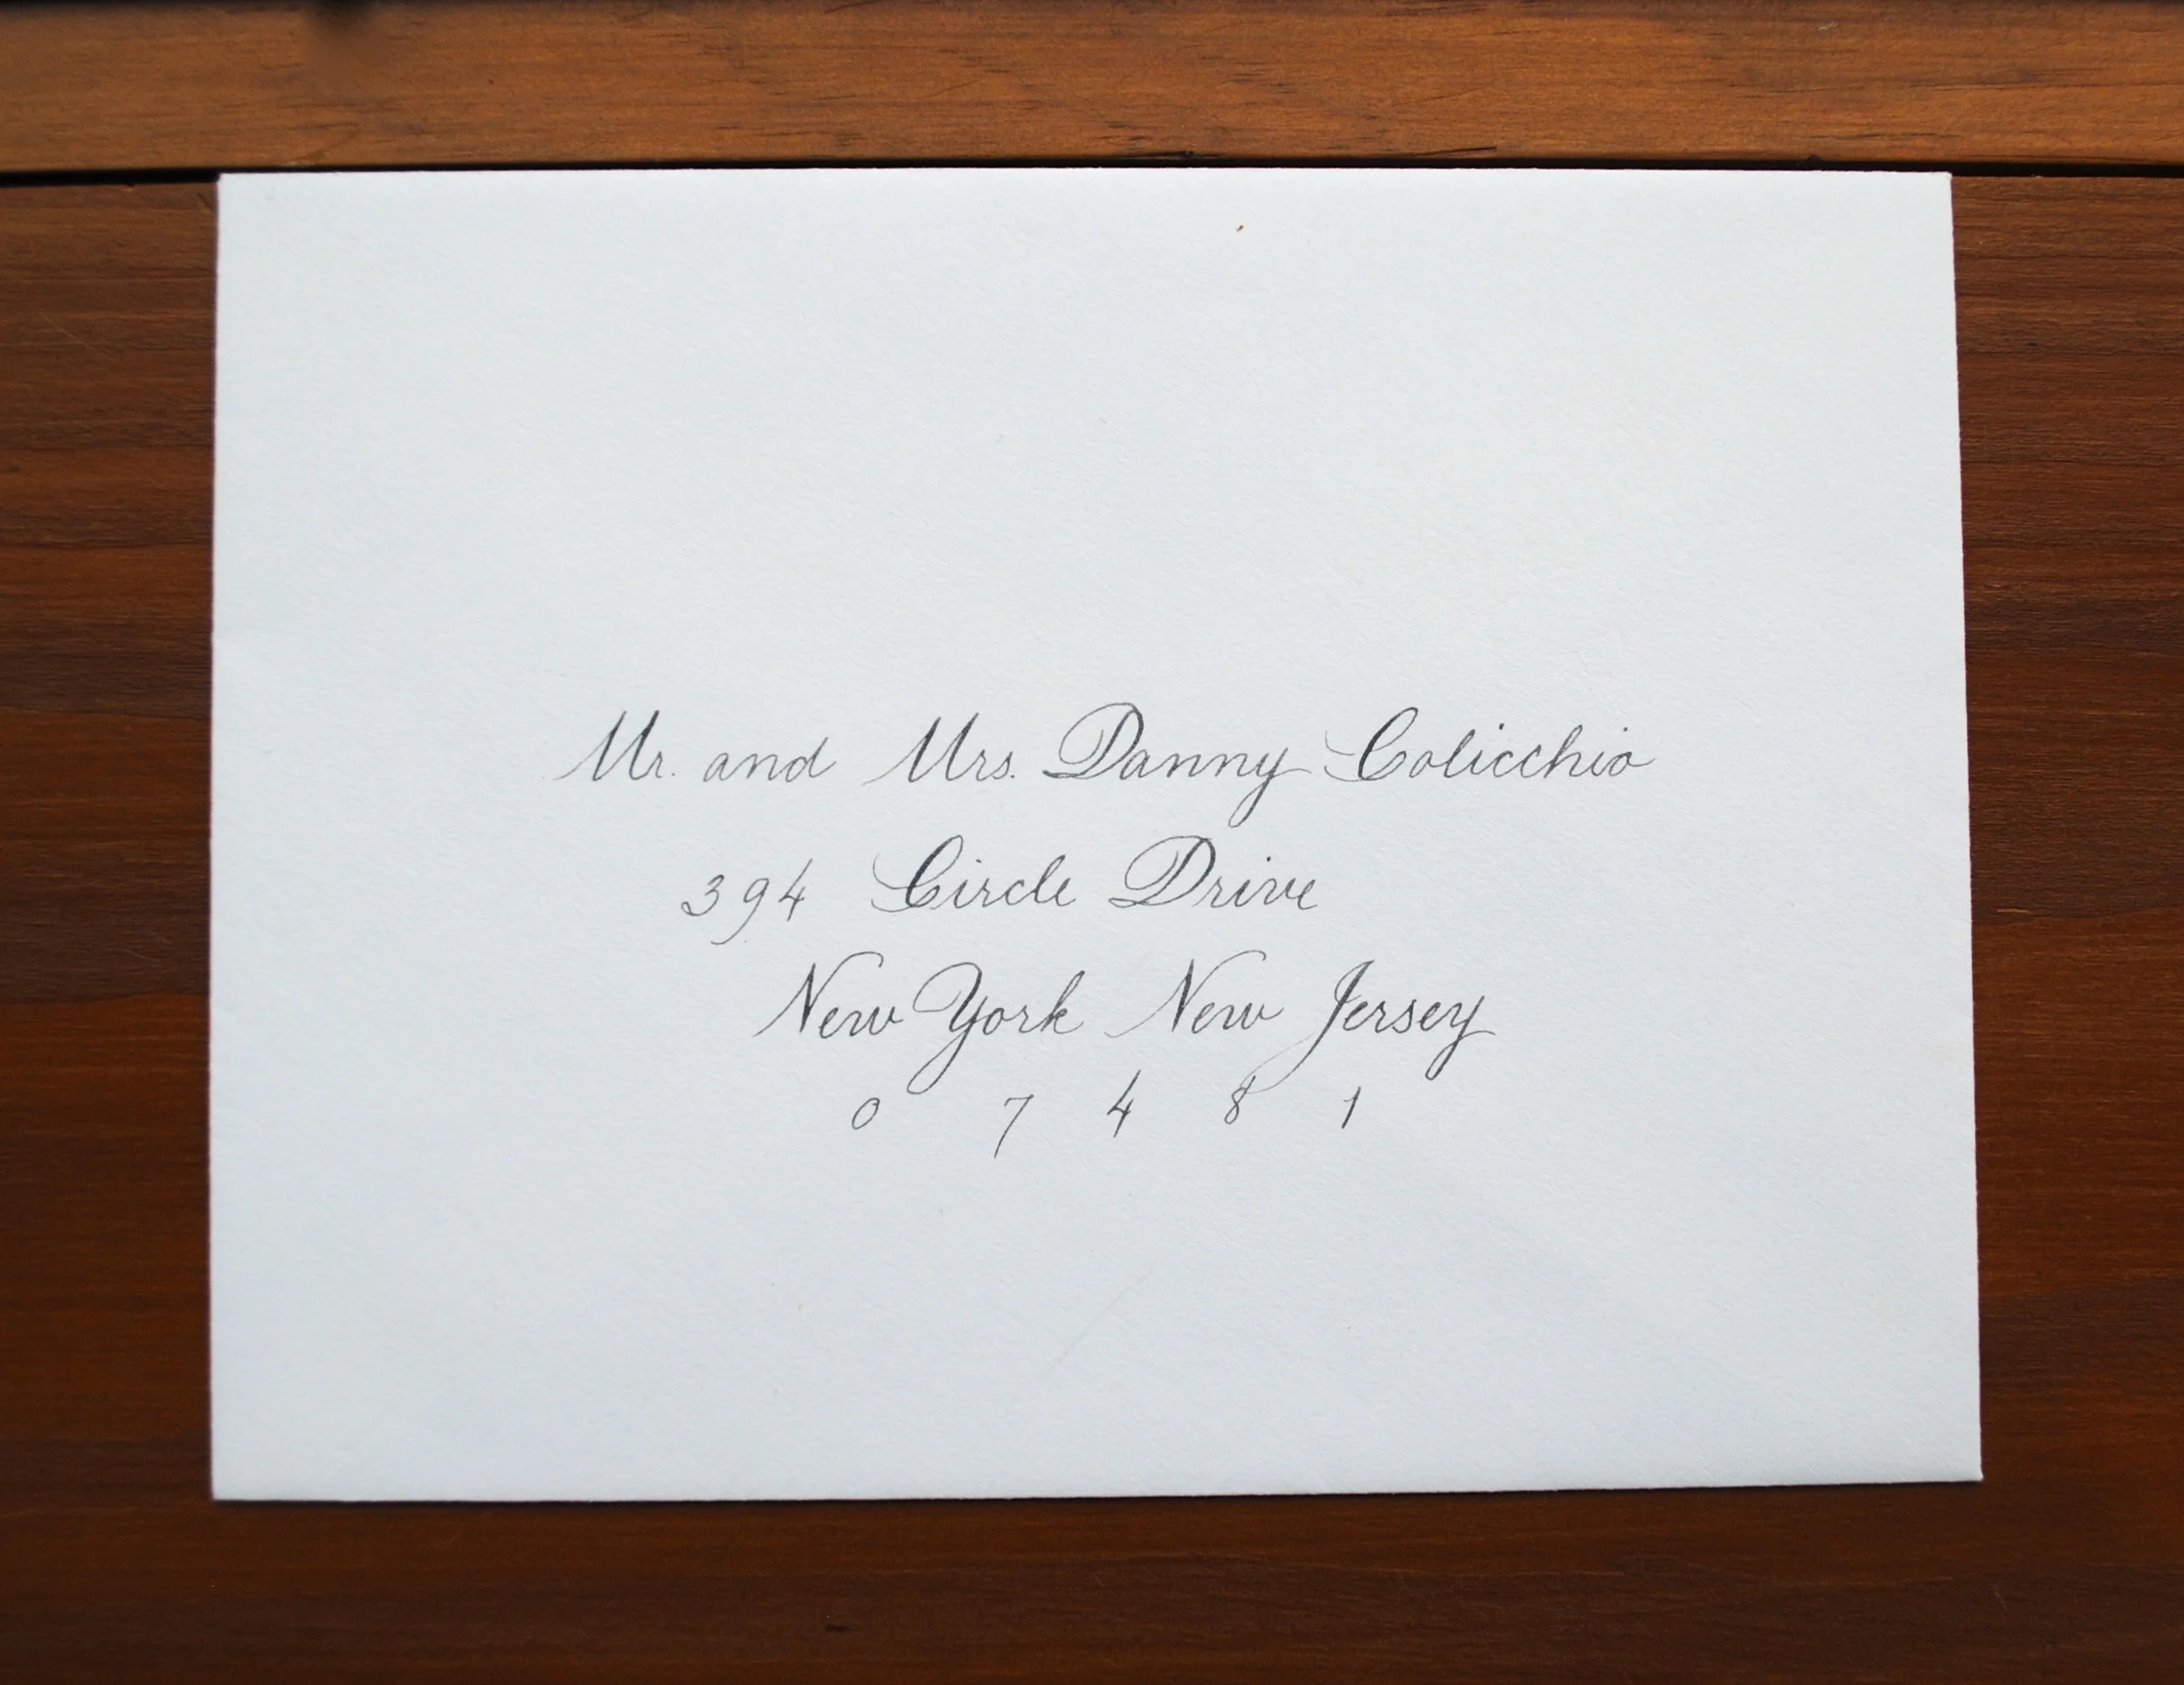 Mr. and Mrs. Danny Colicchio
394 Circle Drive
New York New Jersey
0 7 4 8 1